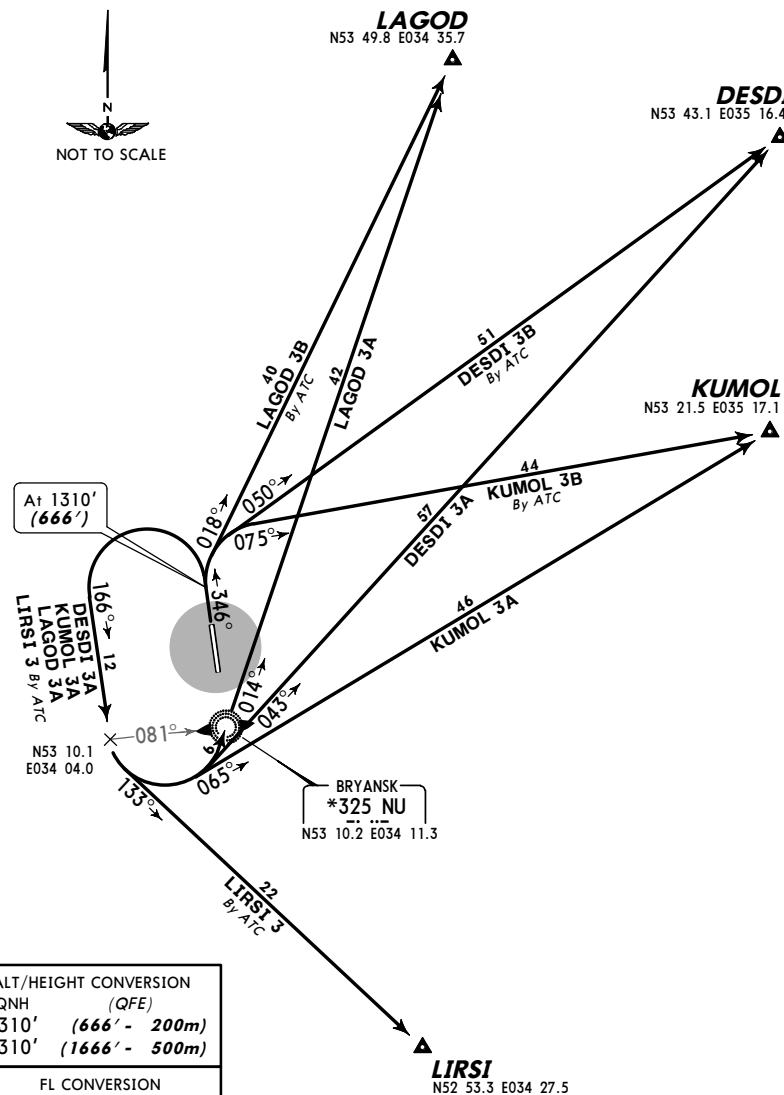 LAGOD
N53 49.8 E034 35.7
N
NOT TO SCALE
N53 43.1 E035 16.4
40
LAGOD 3B
By ATC
42
LAGOD 3A
51
DESDI 3B
By ATC
KUMOL
N53 21.5 E035 17.1
44
KUMOL 3B
By ATC
57
DESDI 3A
46
KUMOL 3A
At 1310'
(666')
018°
050°
075°
346°
166°
12
DESDI 3A
KUMOL 3A
LAGOD 3A
LIRSI 3 By ATC
014°
043°
081°
N53 10.1
E034 04.0
9
065°
133°
BRYANSK
*325 NU
N53 10.2 E034 11.3
22
LIRSI 3
By ATC
ALT/HEIGHT CONVERSION
QNH (QFE)
310' (666' - 200m)
310' (1666' - 500m)
FL CONVERSION
LIRSI
N52 53.3 E034 27.5